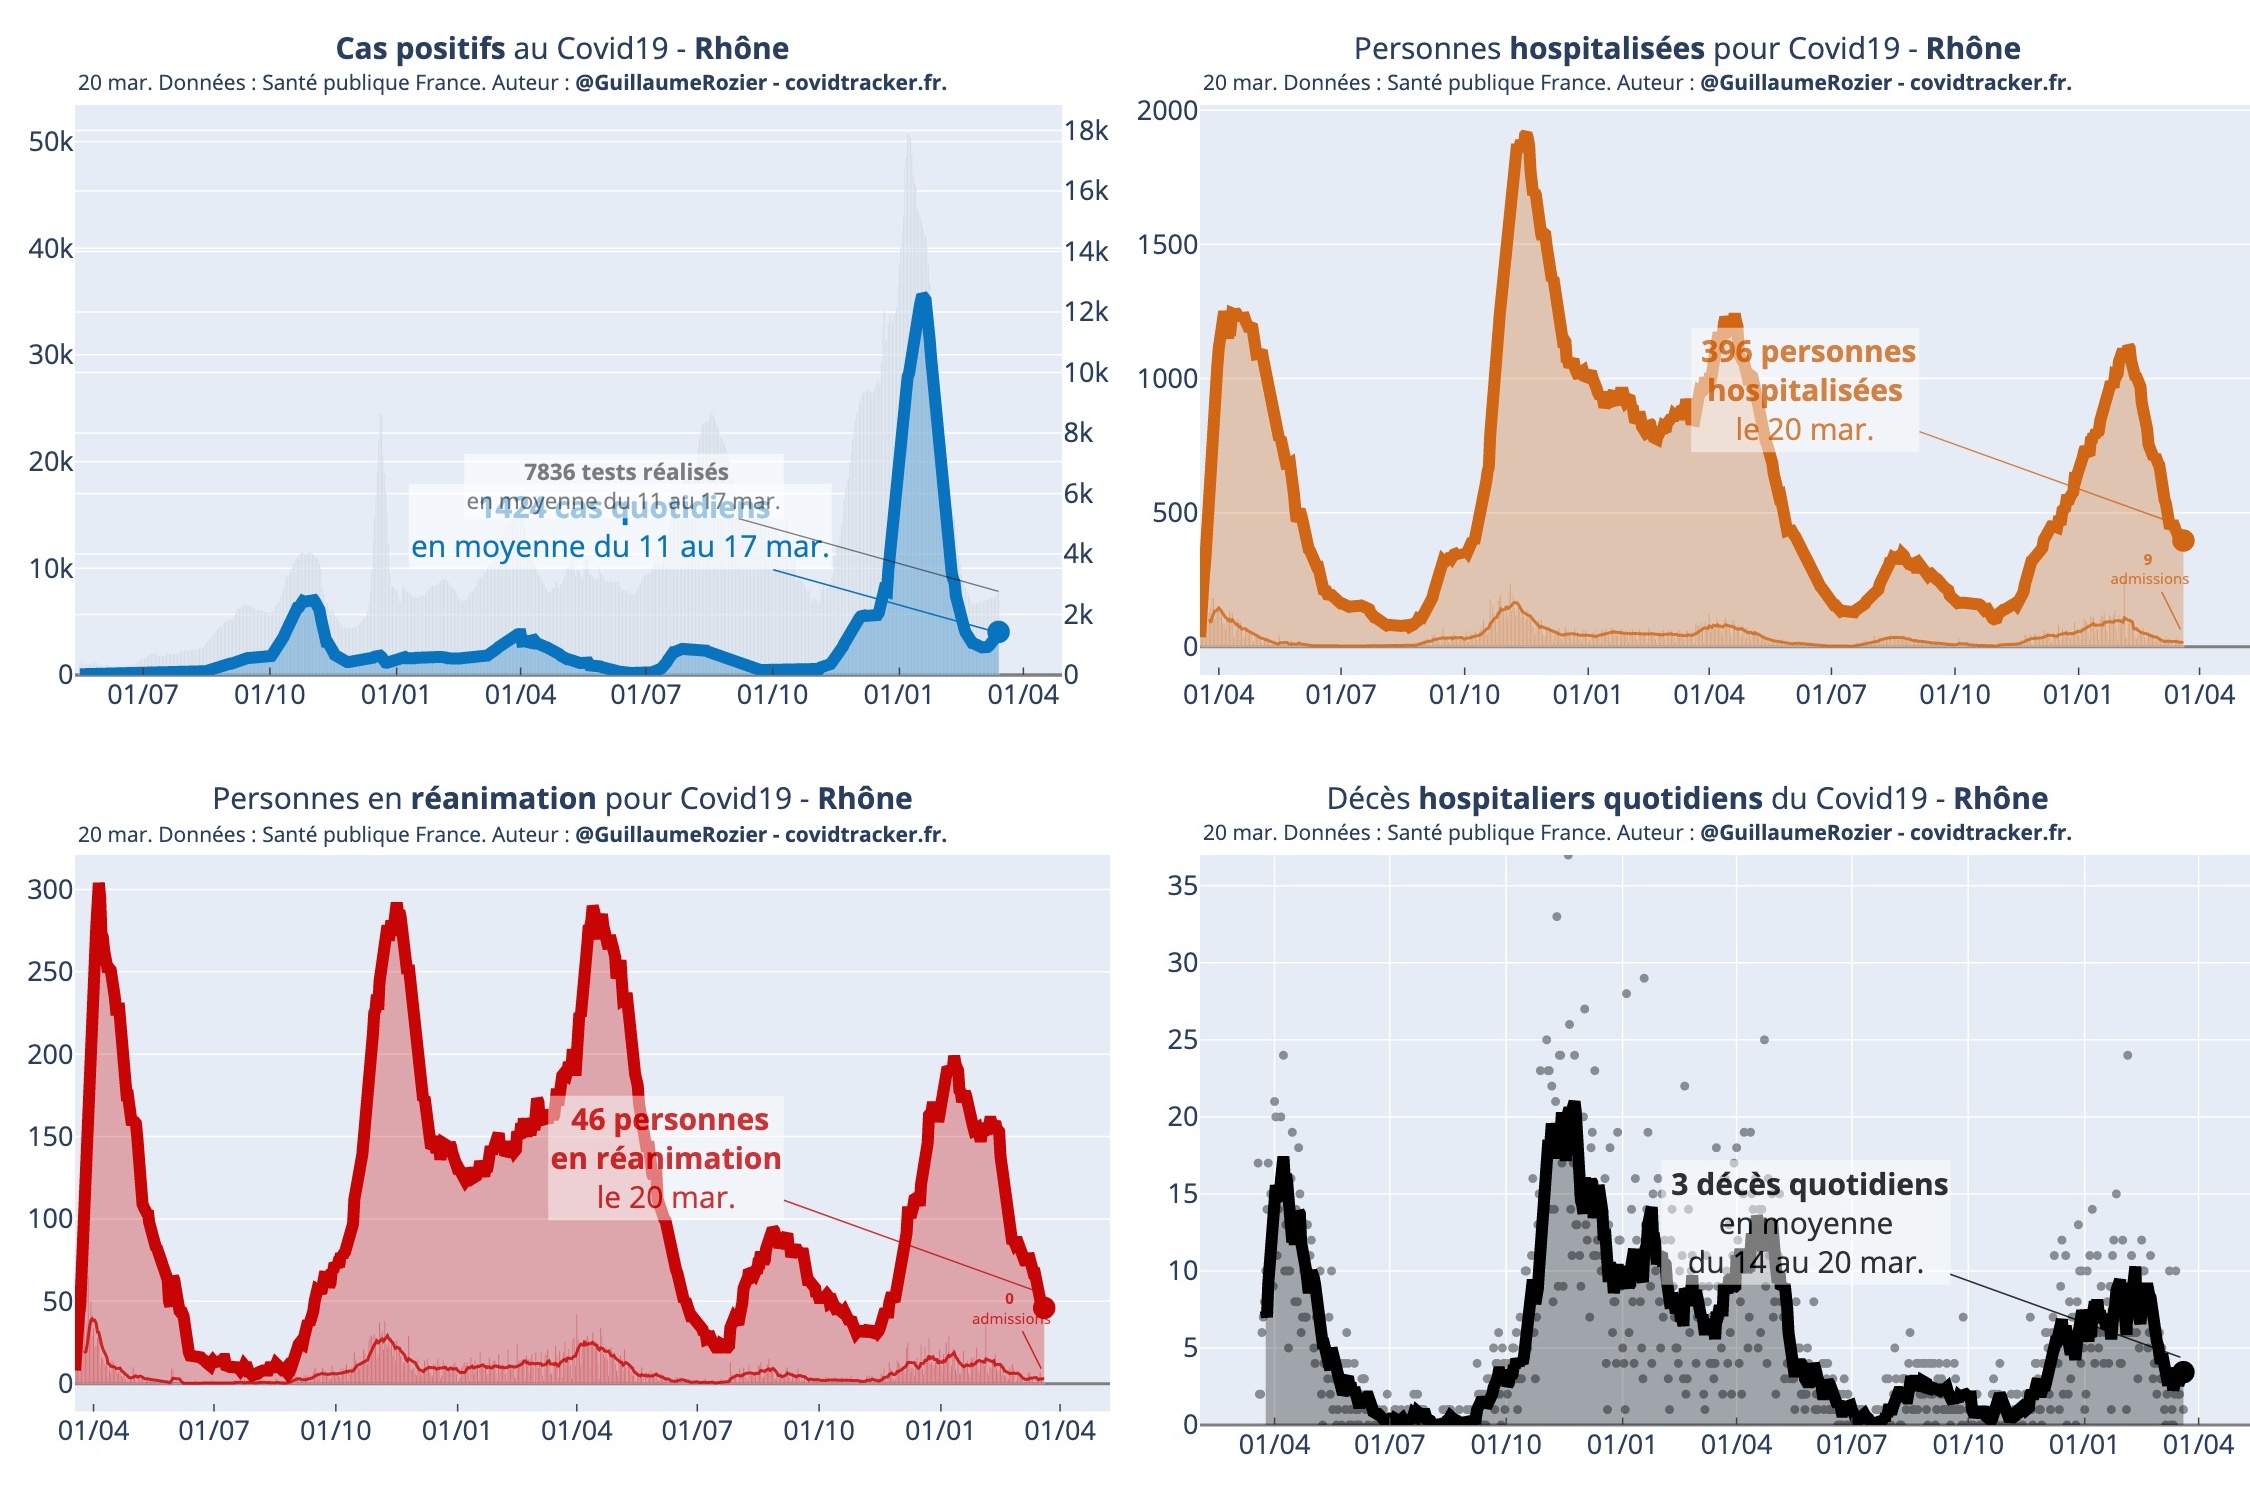 Cas positifs au Covid19 - Rhône
20 mar. Données : Santé publique France. Auteur : @GuillaumeRozier - covidtracker.fr.
50k
40k
30k
20k
10k
0
18k
16k
14k
12k
10k
8k
6k
4k
2k
0
7836 tests réalisés
en moyenne du 11 au 17 mar.
1424 cas quotidiens
en moyenne du 11 au 17 mar.
01/07 01/10 01/01 01/04 01/07 01/10 01/01 01/04
Personnes hospitalisées pour Covid19 - Rhône
20 mar. Données : Santé publique France. Auteur : @GuillaumeRozier - covidtracker.fr.
2000
1500
1000
500
0
396 personnes
hospitalisées
le 20 mar.
9
admissions
01/04 01/07 01/10 01/01 01/04 01/07 01/10 01/01 01/04
Personnes en réanimation pour Covid19 - Rhône
20 mar. Données : Santé publique France. Auteur : @GuillaumeRozier - covidtracker.fr.
300
250
200
150
100
50
0
46 personnes
en réanimation
le 20 mar.
0
admissions
01/04 01/07 01/10 01/01 01/04 01/07 01/10 01/01 01/04
Décès hospitaliers quotidiens du Covid19 - Rhône
20 mar. Données : Santé publique France. Auteur : @GuillaumeRozier - covidtracker.fr.
35
30
25
20
15
10
5
0
3 décès quotidiens
en moyenne
du 14 au 20 mar.
01/04 01/07 01/10 01/01 01/04 01/07 01/10 01/01 01/04